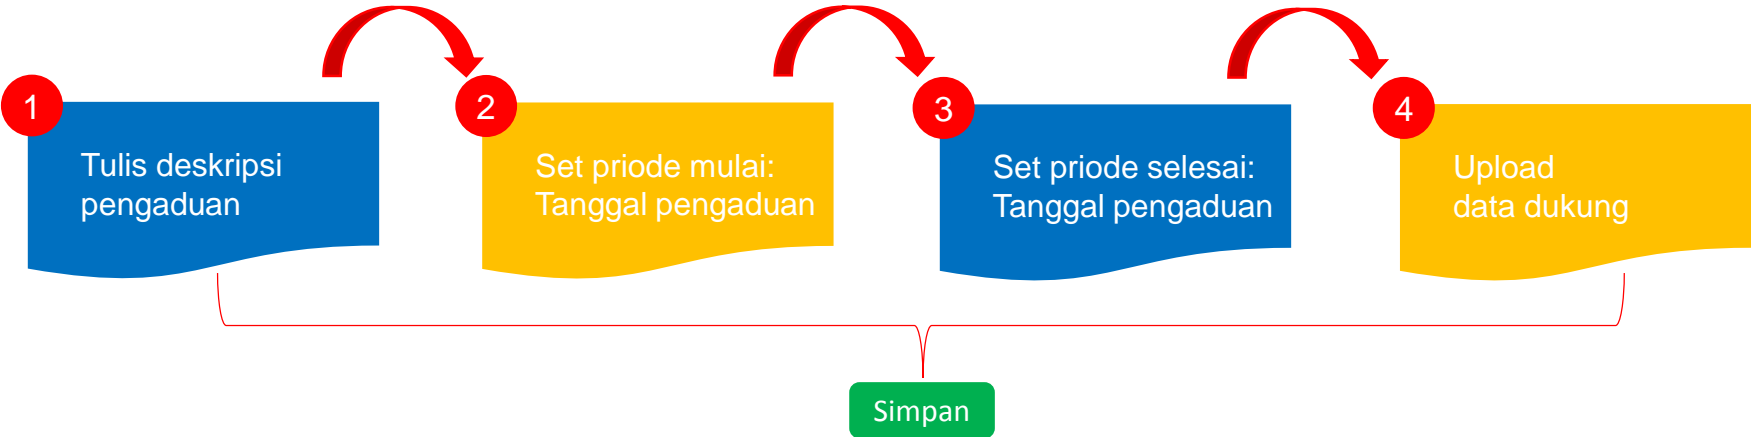 1
Tulis deskripsi
pengaduan
2
Set priode mulai:
Tanggal pengaduan
3
Set priode selesai:
Tanggal pengaduan
4
Upload
data dukung
Simpan